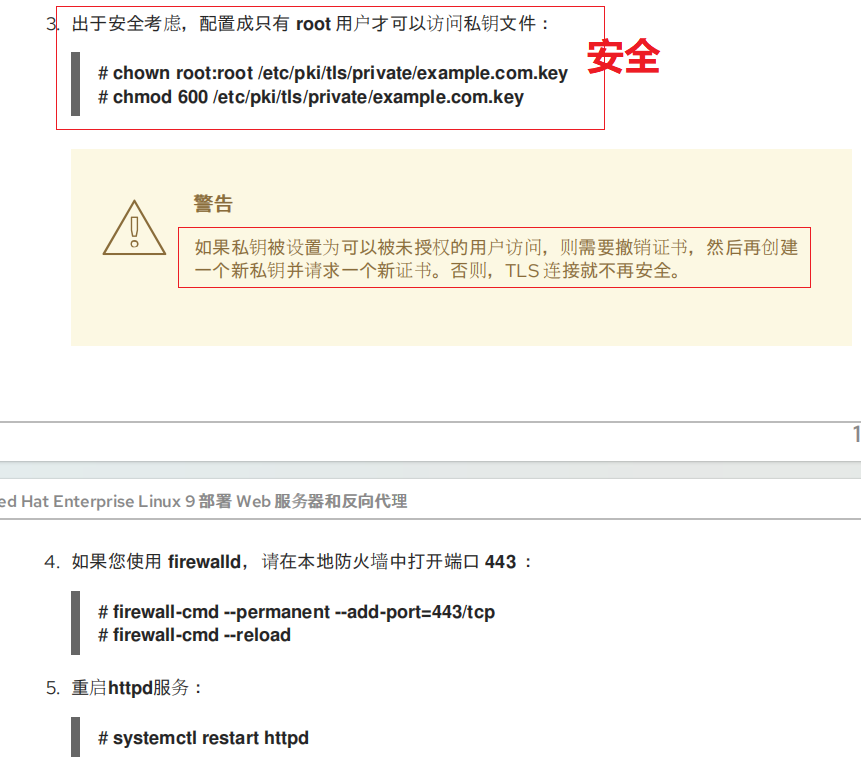 3. 出于安全考虑，配置成只有 root 用户才可以访问私钥文件：
安全
# chown root:root /etc/pki/tls/private/example.com.key
# chmod 600 /etc/pki/tls/private/example.com.key
警告
如果私钥被设置为可以被未授权的用户访问，则需要撤销证书，然后再创建
一个新私钥并请求一个新证书。否则，TLS 连接就不再安全。
1
ed Hat Enterprise Linux 9 部署 Web 服务器和反向代理
4. 如果您使用 firewalld，请在本地防火墙中打开端口 443 ：
# firewall-cmd --permanent --add-port=443/tcp
# firewall-cmd --reload
5. 重启httpd服务：
# systemctl restart httpd